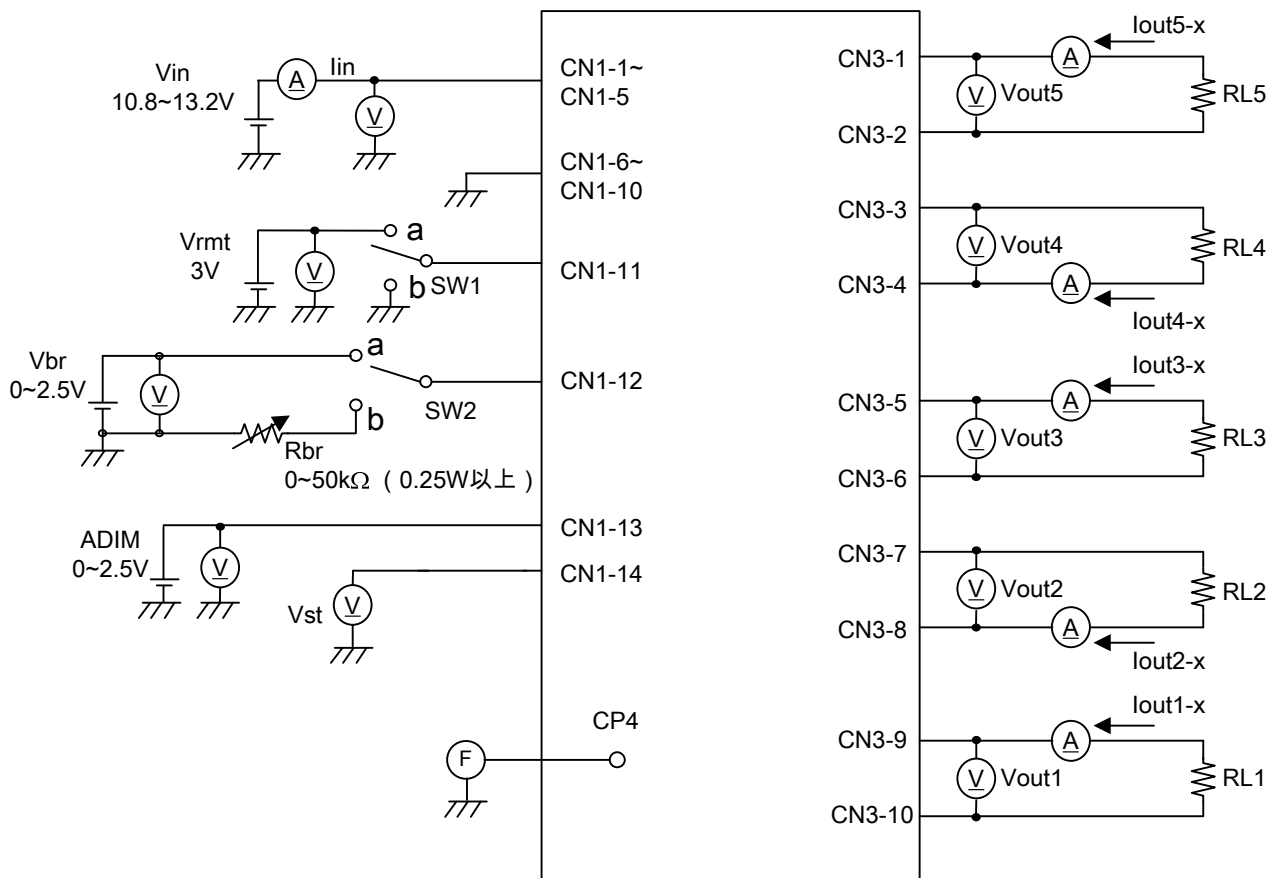 Vin
10.8~13.2V
A
Iin
V
CN1-1~
CN1-5
CN1-6~
CN1-10
Vrmt
3V
V
a
b
SW1
CN1-11
Vbr
0~2.5V
V
a
b
SW2
CN1-12
Rbr
0~50kΩ ( 0.25W以上 )
ADIM
0~2.5V
V
CN1-13
Vst
V
CN1-14
F
CP4
CN3-1
V
Vout5
A
Iout5-x
RL5
CN3-2
CN3-3
V
Vout4
RL4
CN3-4
A
Iout4-x
Iout3-x
CN3-5
A
V
Vout3
RL3
CN3-6
CN3-7
V
Vout2
RL2
CN3-8
A
Iout2-x
Iout1-x
CN3-9
A
V
Vout1
RL1
CN3-10